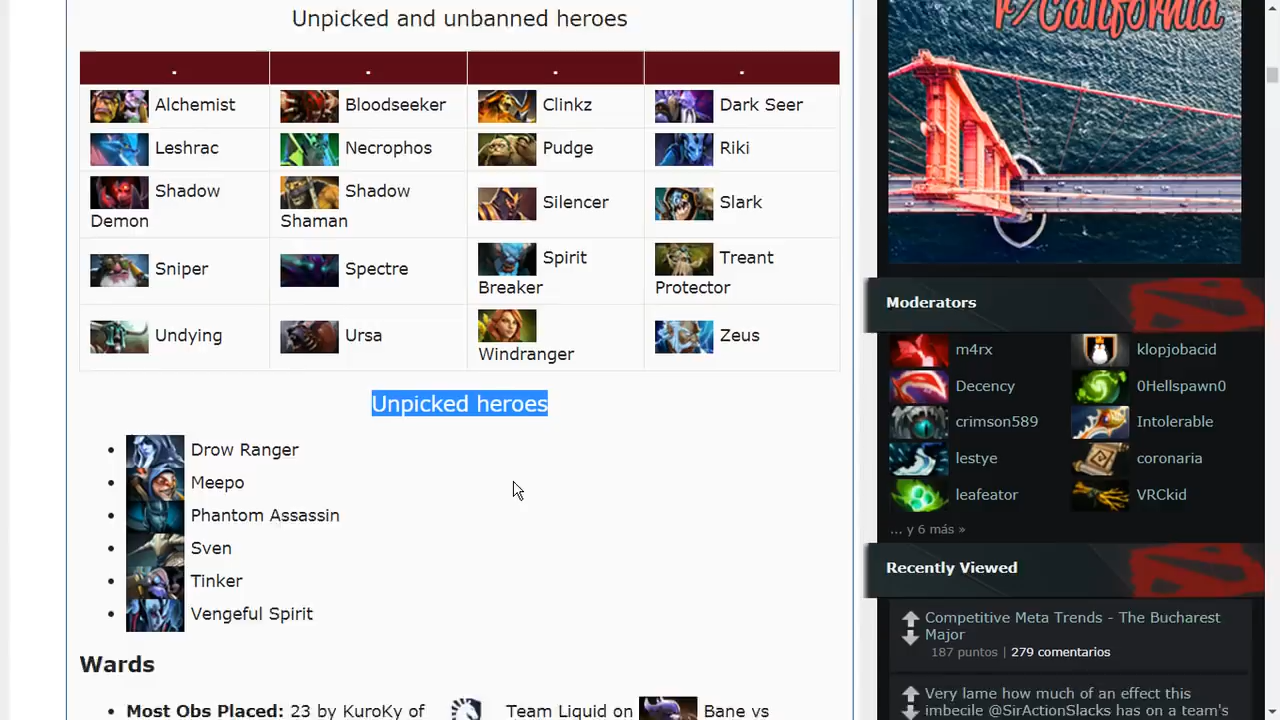 Unpicked and unbanned heroes
r/California
. . . .
Alchemist Bloodseeker Clinkz Dark Seer
Leshrac Necrophos Pudge Riki
Shadow Demon Shadow Shaman Silencer Slark
Sniper Spectre Spirit Breaker Treant Protector
Undying Ursa Windranger Zeus
Unpicked heroes
• Drow Ranger
• Meepo
• Phantom Assassin
• Sven
• Tinker
• Vengeful Spirit
Wards
• Most Obs Placed: 23 by KuroKy of Team Liquid on Bane vs
Moderators
m4rx klopjobacid
Decency 0Hellspawn0
crimson589 Intolerable
lestye coronaria
leafeator VRCkid
... y 6 más »
Recently Viewed
Competitive Meta Trends - The Bucharest
Major
187 puntos | 279 comentarios
Very lame how much of an effect this
imbecile @SirActionSlacks has on a team's